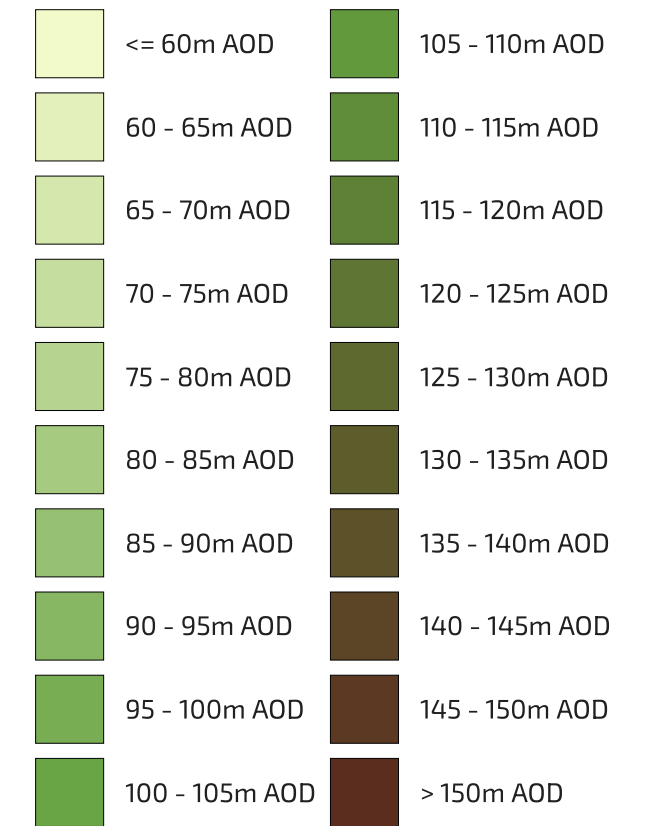 <= 60m AOD
60 - 65m AOD
65 - 70m AOD
70 - 75m AOD
75 - 80m AOD
80 - 85m AOD
85 - 90m AOD
90 - 95m AOD
95 - 100m AOD
100 - 105m AOD
105 - 110m AOD
110 - 115m AOD
115 - 120m AOD
120 - 125m AOD
125 - 130m AOD
130 - 135m AOD
135 - 140m AOD
140 - 145m AOD
145 - 150m AOD
> 150m AOD